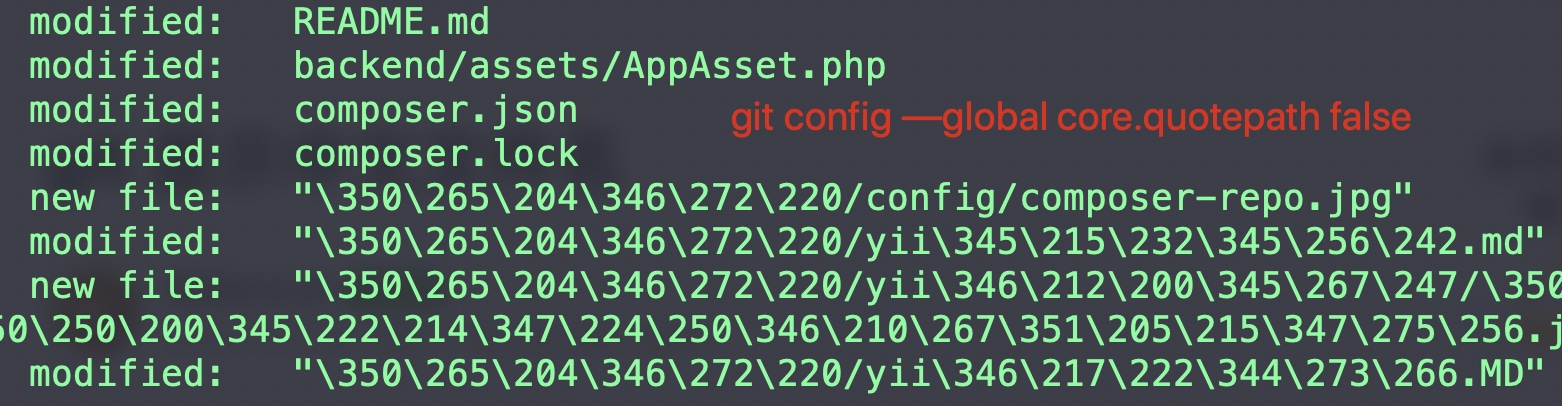 modified:   README.md
modified:   backend/assets/AppAsset.php
modified:   composer.json
git config —global core.quotepath false
modified:   composer.lock
new file:   "\350\265\204\346\272\220/config/composer-repo.jpg"
modified:   "\350\265\204\346\272\220/yii\345\215\232\345\256\242.md"
new file:   "\350\265\204\346\272\220/yii\346\212\200\345\267\247/\350
50\250\200\345\222\214\347\224\250\346\210\267\351\205\215\347\275\256.j
modified:   "\350\265\204\346\272\220/yii\346\217\222\344\273\266.MD"